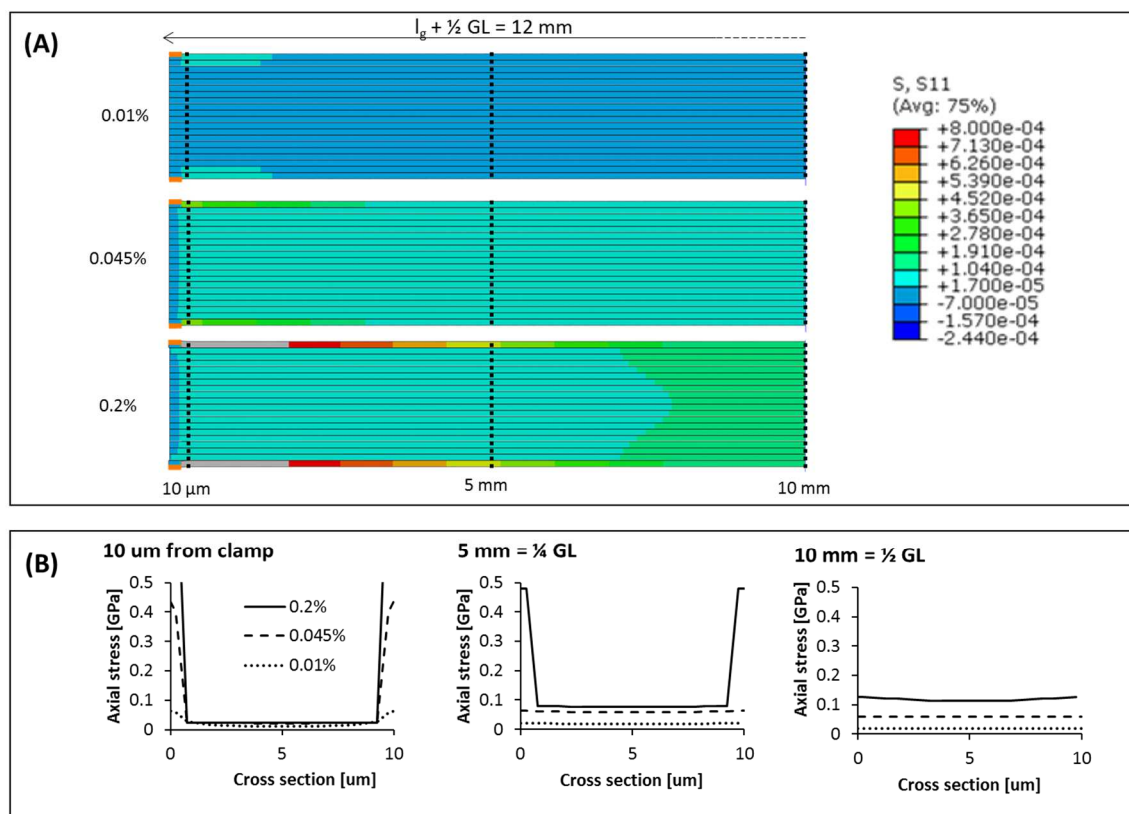 (A)
l_g + ½ GL = 12 mm
0.01%
0.045%
0.2%
10 µm
5 mm
10 mm
S, S11
(Avg: 75%)
+8.000e-04
+7.130e-04
+6.260e-04
+5.390e-04
+4.520e-04
+3.650e-04
+2.780e-04
+1.910e-04
+1.040e-04
+1.700e-05
-7.000e-05
-1.570e-04
-2.440e-04
(B)
10 um from clamp
Axial stress [GPa]
0.5
0.4
0.3
0.2
0.1
0
0.2%
0.045%
0.01%
0 5 10
Cross section [um]
5 mm = ¼ GL
Axial stress [GPa]
0.5
0.4
0.3
0.2
0.1
0
0 5 10
Cross section [um]
10 mm = ½ GL
Axial stress [GPa]
0.5
0.4
0.3
0.2
0.1
0
0 5 10
Cross section [um]